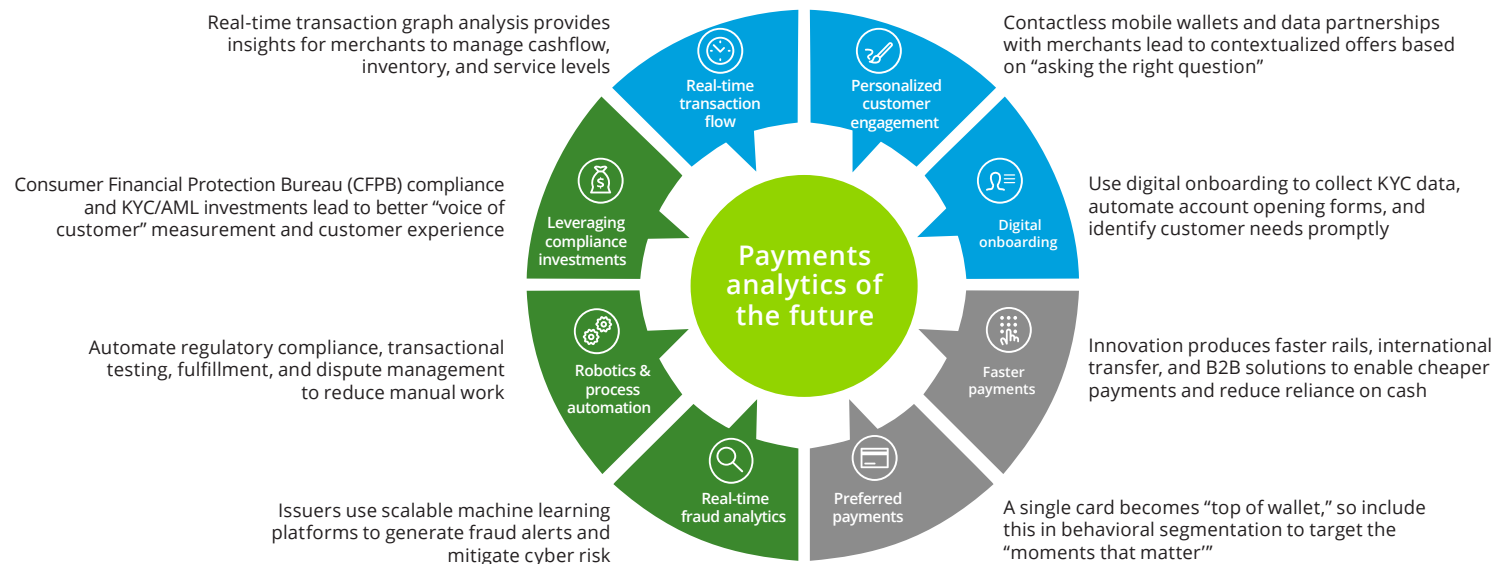 Real-time transaction graph analysis provides
insights for merchants to manage cashflow,
inventory, and service levels
Real-time
transaction
flow
Personalized
customer
engagement
Contactless mobile wallets and data partnerships
with merchants lead to contextualized offers based
on “asking the right question”
Consumer Financial Protection Bureau (CFPB) compliance
and KYC/AML investments lead to better “voice of
customer” measurement and customer experience
$
Leveraging
compliance
investments
Digital
onboarding
Use digital onboarding to collect KYC data,
automate account opening forms, and
identify customer needs promptly
Payments
analytics of
the future
Automate regulatory compliance, transactional
testing, fulfillment, and dispute management
to reduce manual work
Robotics &
process
automation
Faster
payments
Innovation produces faster rails, international
transfer, and B2B solutions to enable cheaper
payments and reduce reliance on cash
Issuers use scalable machine learning
platforms to generate fraud alerts and
mitigate cyber risk
Real-time
fraud analytics
Preferred
payments
A single card becomes “top of wallet,” so include
this in behavioral segmentation to target the
“moments that matter’”